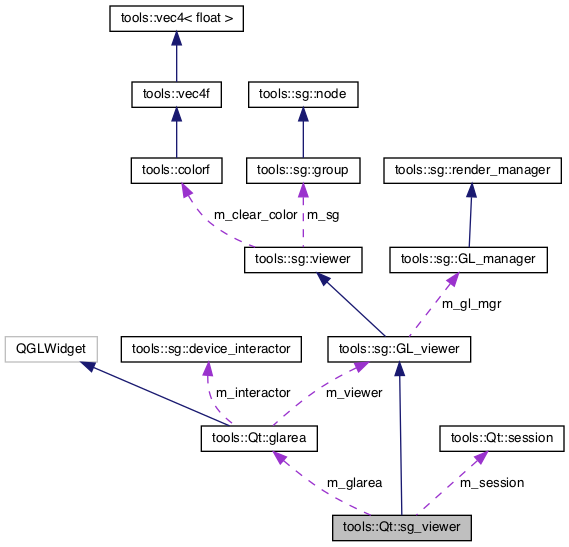 tools::vec4< float >
tools::vec4f
tools::sg::node
tools::colorf
tools::sg::group
tools::sg::render_manager
m_clear_color
m_sg
tools::sg::viewer
tools::sg::GL_manager
m_gl_mgr
QGLWidget
tools::sg::device_interactor
tools::sg::GL_viewer
m_interactor
m_viewer
tools::Qt::glarea
tools::Qt::session
m_glarea
m_session
tools::Qt::sg_viewer